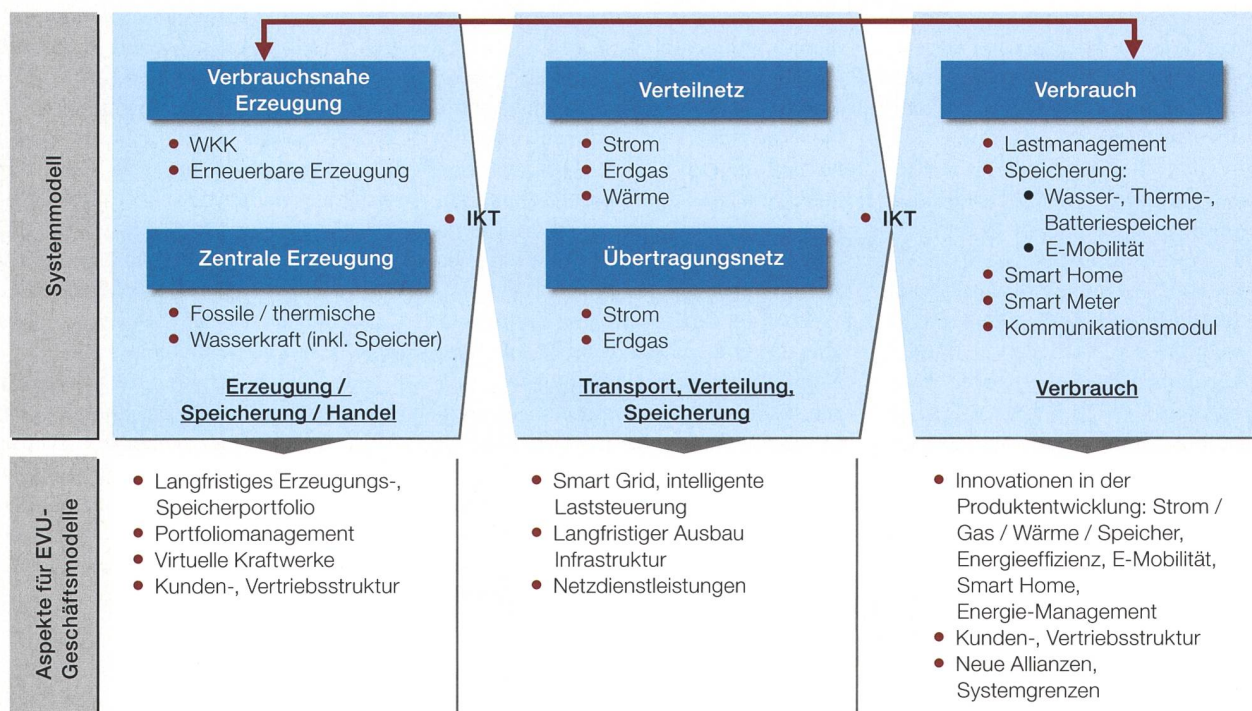 Systemmodell
Verbrauchsnahe
Erzeugung
• WKK
• Erneuerbare Erzeugung
• IKT
Zentrale Erzeugung
• Fossile / thermische
• Wasserkraft (inkl. Speicher)
Erzeugung /
Speicherung / Handel
Verteilnetz
• Strom
• Erdgas
• Wärme
• IKT
Übertragungsnetz
• Strom
• Erdgas
Transport, Verteilung,
Speicherung
Verbrauch
• Lastmanagement
• Speicherung:
• Wasser-, Therme-,
Batteriespeicher
• E-Mobilität
• Smart Home
• Smart Meter
• Kommunikationsmodul
Verbrauch
Aspekte für EVU-
Geschäftsmodelle
• Langfristiges Erzeugungs-,
Speicherportfolio
• Portfoliomanagement
• Virtuelle Kraftwerke
• Kunden-, Vertriebsstruktur
• Smart Grid, intelligente
Laststeuerung
• Langfristiger Ausbau
Infrastruktur
• Netzdienstleistungen
• Innovationen in der
Produktentwicklung: Strom /
Gas / Wärme / Speicher,
Energieeffizienz, E-Mobilität,
Smart Home,
Energie-Management
• Kunden-, Vertriebsstruktur
• Neue Allianzen,
Systemgrenzen